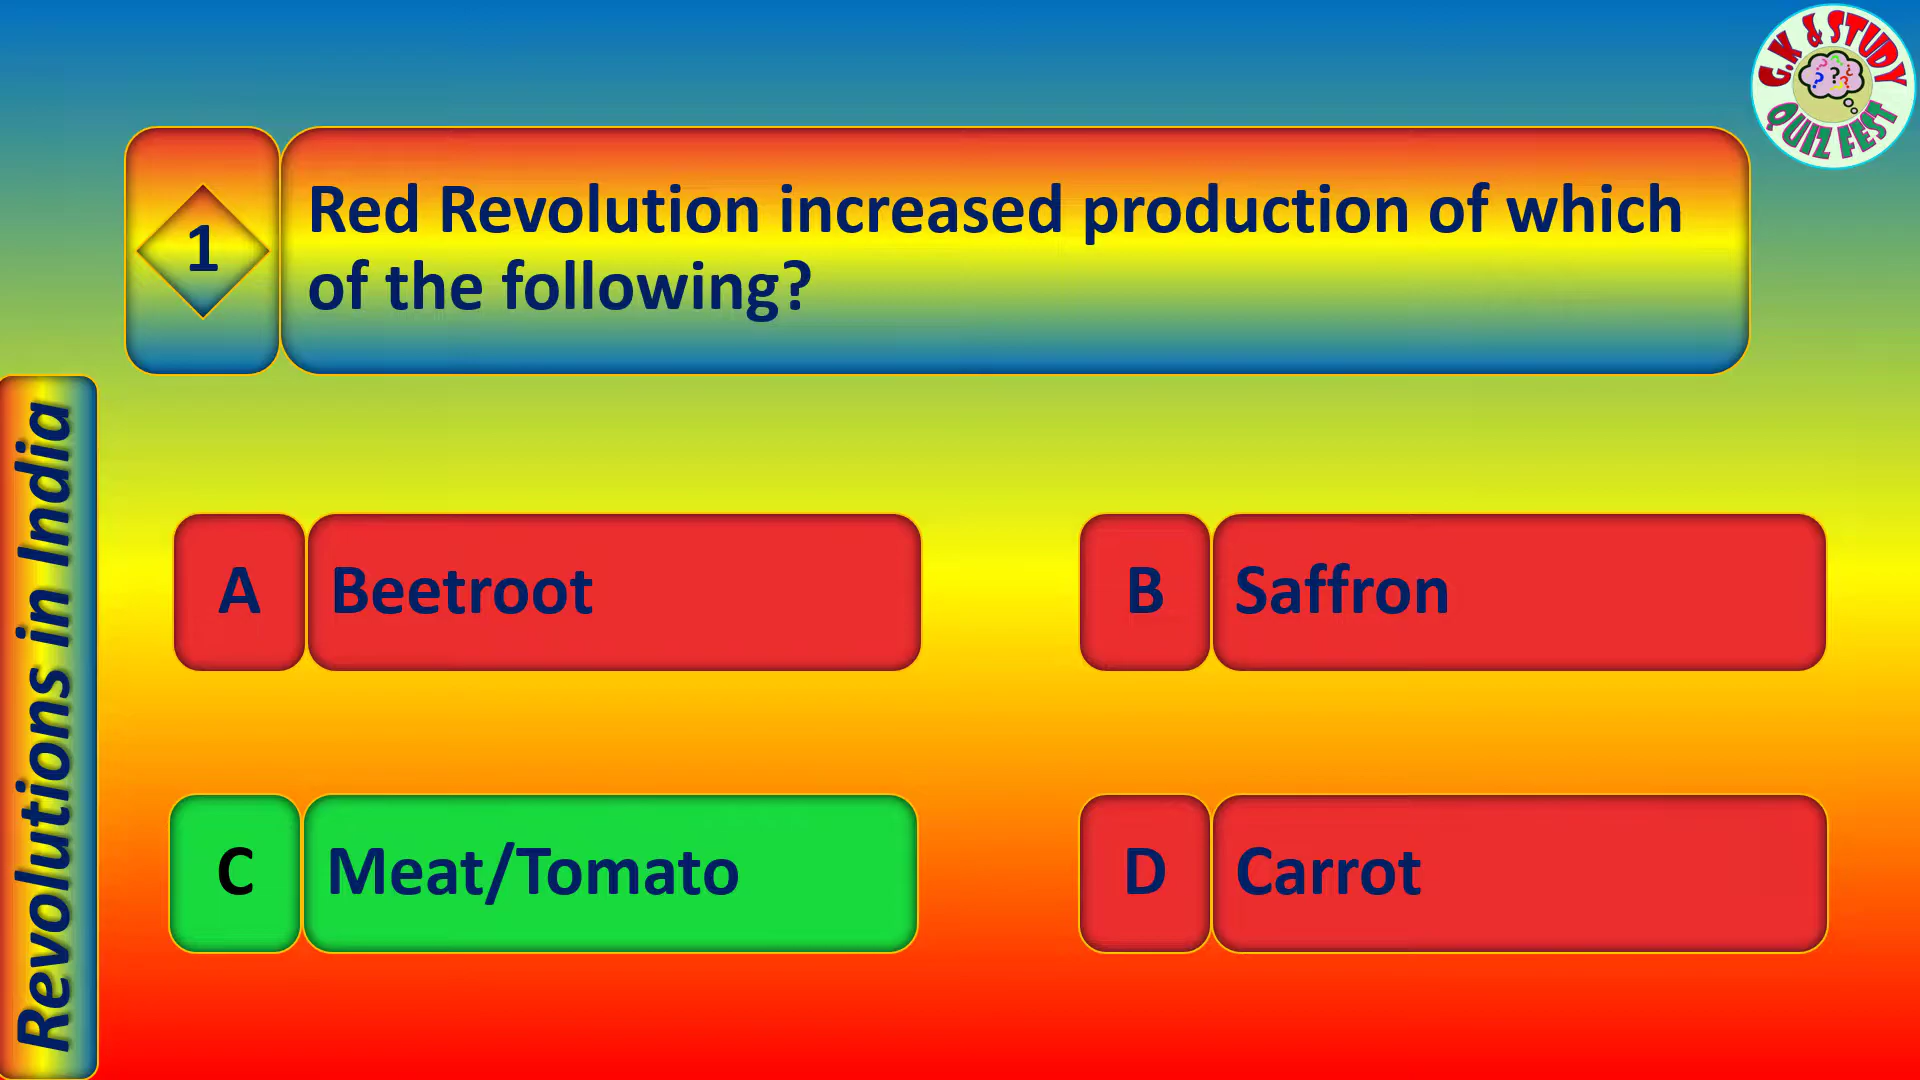 G.K & STUDY
QUIZ FEST
1
Red Revolution increased production of which
of the following?
Revolutions in India
A Beetroot
B Saffron
C Meat/Tomato
D Carrot